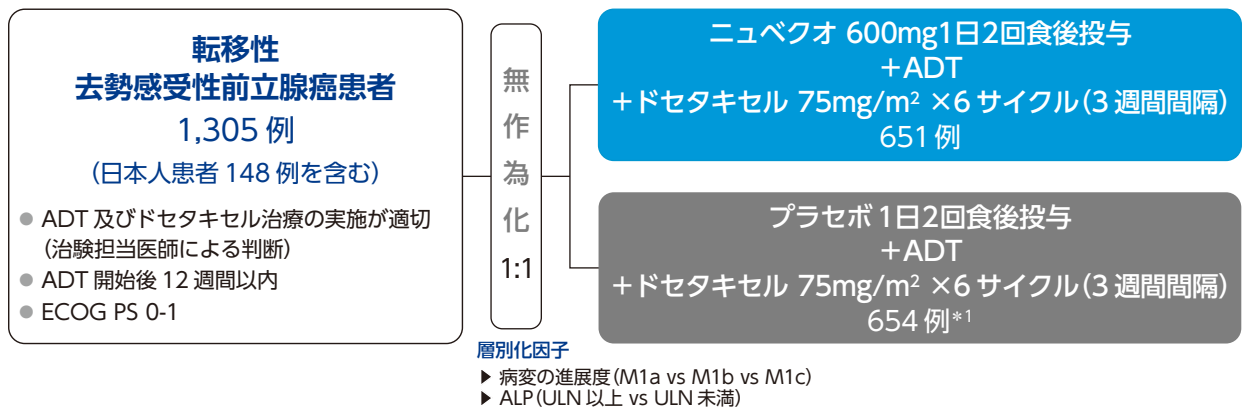 転移性
去勢感受性前立腺癌患者
1,305 例
(日本人患者 148 例を含む)
● ADT 及びドセタキセル治療の実施が適切
(治験担当医師による判断)
● ADT 開始後 12 週間以内
● ECOG PS 0-1
無
作
為
化
1:1
層別化因子
▶ 病変の進展度(M1a vs M1b vs M1c)
▶ ALP(ULN 以上 vs ULN 未満)
ニュベクオ 600mg1日2回食後投与
+ADT
+ドセタキセル 75mg/m² ×6 サイクル(3 週間間隔)
651 例
プラセボ 1日2回食後投与
+ADT
+ドセタキセル 75mg/m² ×6 サイクル(3 週間間隔)
654 例*1